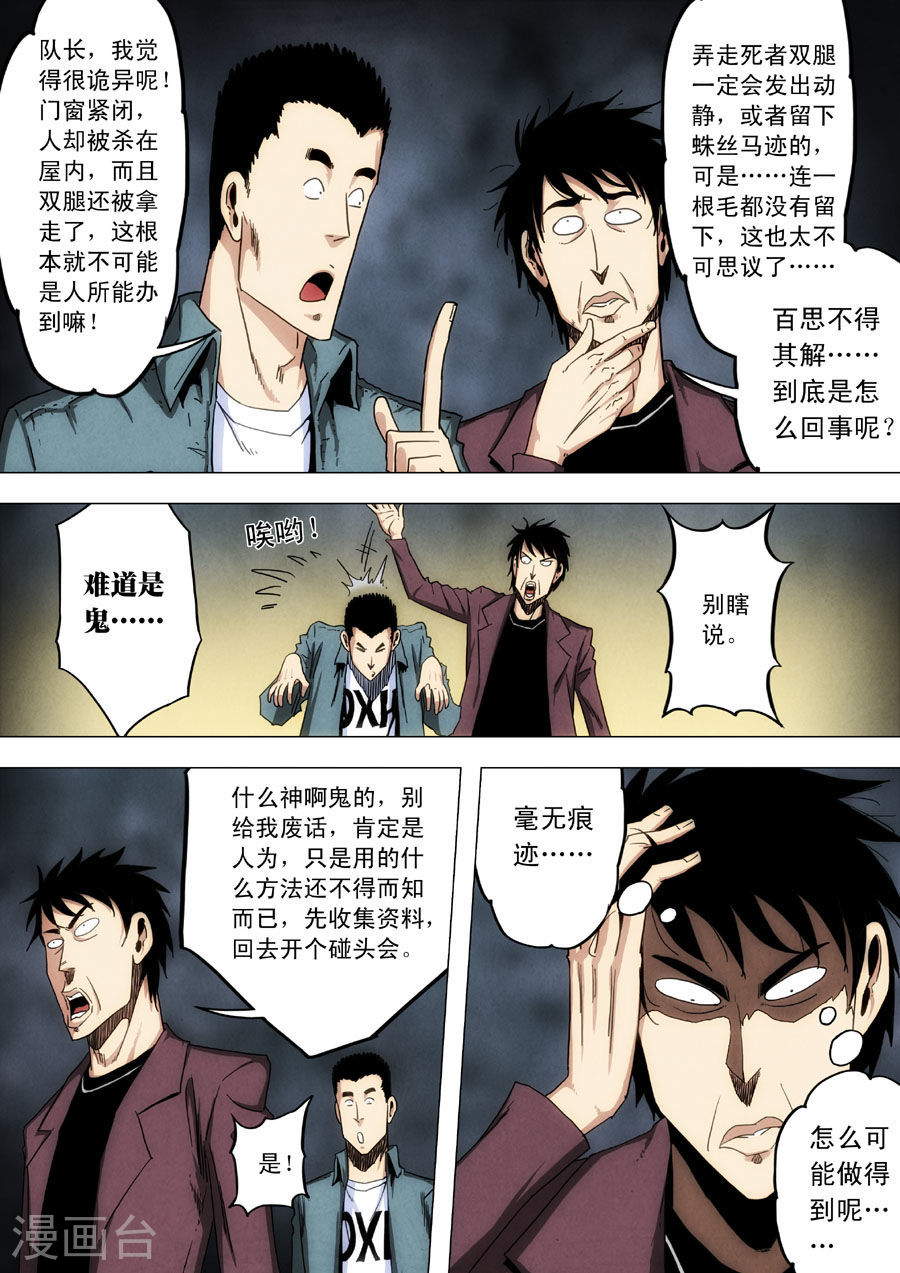 队长，我觉
得很诡异呢！
门窗紧闭，
人却被杀在
屋内，而且
双腿还被拿
走了，这根
本就不可能
是人所能办
到嘛！
弄走死者双腿
一定会发出动
静，或者留下
蛛丝马迹的，
可是……连一
根毛都没有留
下，这也太不
可思议了……
百思不得
其解……
到底是怎
么回事呢？
难道是
鬼……
唉哟！
别瞎
说。
什么神啊鬼的，别
给我废话，肯定是
人为，只是用的什
么方法还不得而知
而已，先收集资料，
回去开个碰头会。
是！
毫无痕
迹……
怎么可
能做得
到呢…
…
漫画台